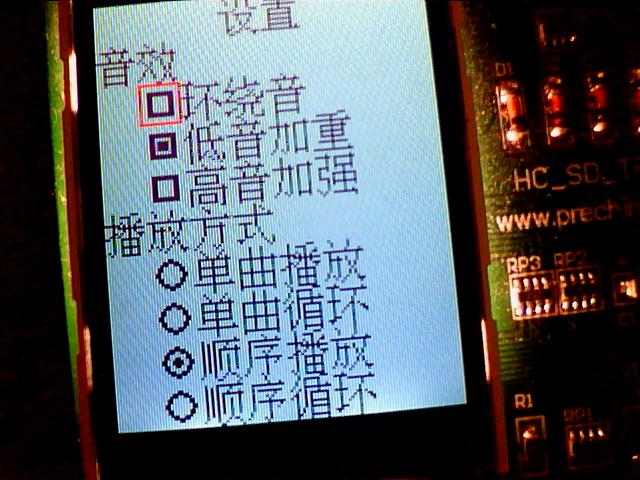 设置
音效
环绕音
低音加重
高音加强
播放方式
单曲播放
单曲循环
顺序播放
顺序循环
D1
HC_SD_T
www.prechin
RP3 RP2
R1
RP1